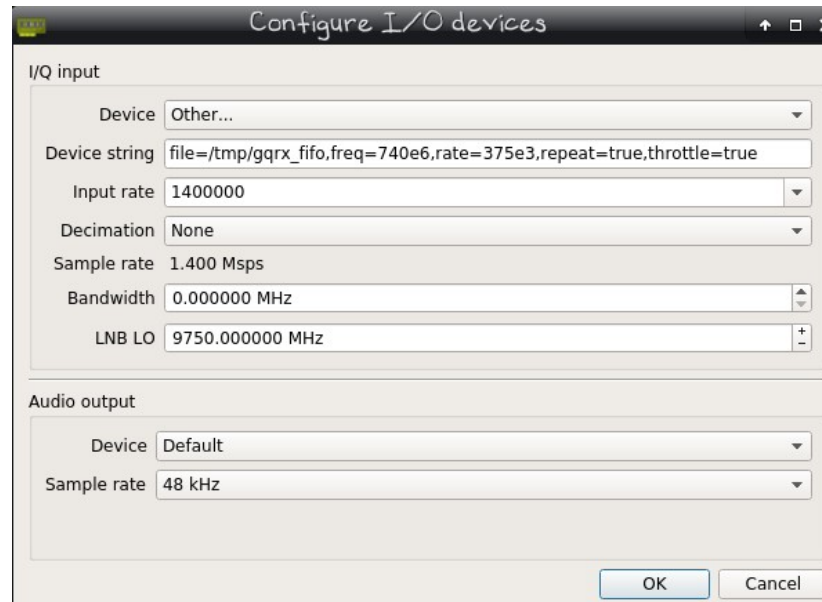 Configure I/O devices
I/Q input
Device Other...
Device string file=/tmp/gqrx_fifo,freq=740e6,rate=375e3,repeat=true,throttle=true
Input rate 1400000
Decimation None
Sample rate 1.400 Msps
Bandwidth 0.000000 MHz
LNB LO 9750.000000 MHz
Audio output
Device Default
Sample rate 48 kHz
OK Cancel